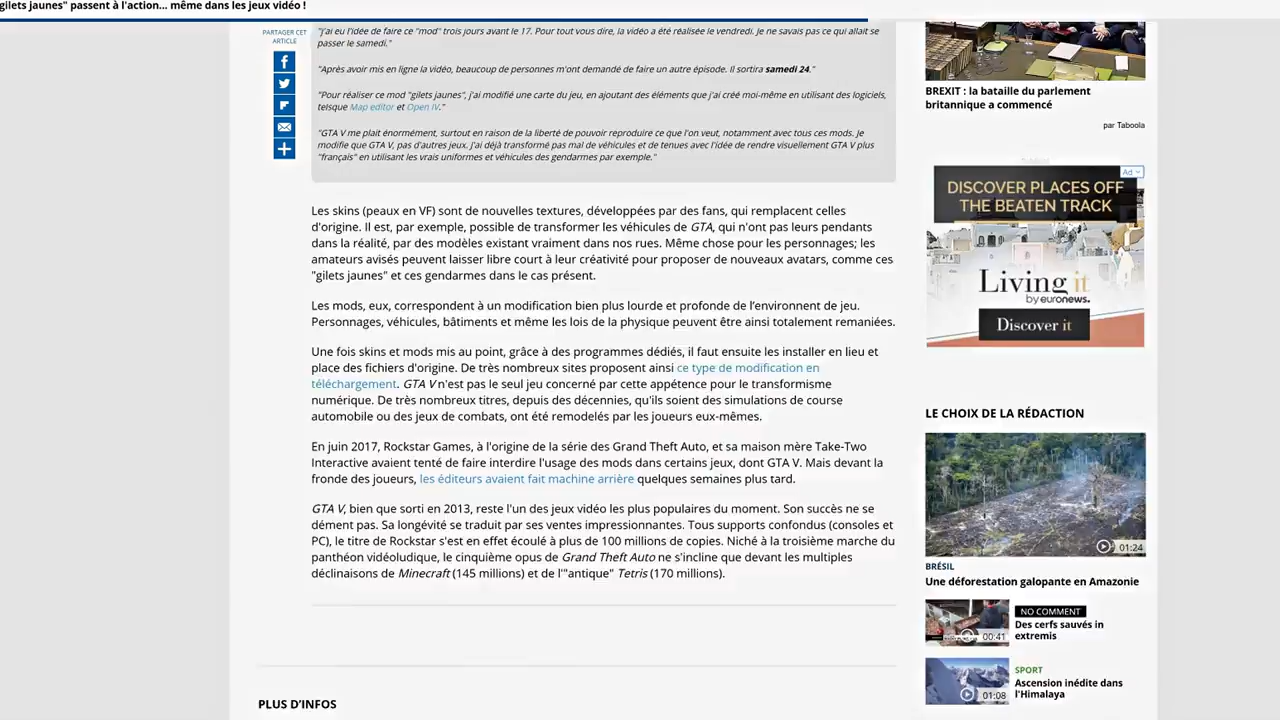 gilets jaunes" passent à l'action... même dans les jeux vidéo !
PARTAGER CET
ARTICLE
"J'ai eu l'idée de faire ce "mod" trois jours avant le 17. Pour tout vous dire, la vidéo a été réalisée le vendredi. Je ne savais pas ce qui allait se
passer le samedi."
"Après avoir mis en ligne la vidéo, beaucoup de personnes m'ont demandé de faire un autre épisode. Il sortira samedi 24."
"Pour réaliser ce mod "gilets jaunes", j'ai modifié une carte du jeu, en ajoutant des éléments que j'ai créé moi-même en utilisant des logiciels,
telsque Map editor et Open IV."
"GTA V me plait énormement, surtout en raison de la liberté de pouvoir reproduire ce que l'on veut, notamment avec tous ces mods. Je
modifie que GTA V, pas d'autres jeux. J'ai déjà transformé pas mal de véhicules et de tenues avec l'idée de rendre visuellement GTA V plus
"français" en utilisant les vrais uniformes et véhicules des gendarmes par exemple."
Les skins (peaux en VF) sont de nouvelles textures, développées par des fans, qui remplacent celles
d'origine. Il est, par exemple, possible de transformer les véhicules de GTA, qui n'ont pas leurs pendants
dans la réalité, par des modèles existant vraiment dans nos rues. Même chose pour les personnages; les
amateurs avisés peuvent laisser libre court à leur créativité pour proposer de nouveaux avatars, comme ces
"gilets jaunes" et ces gendarmes dans le cas présent.
Les mods, eux, correspondent à un modification bien plus lourde et profonde de l'environnent de jeu.
Personnages, véhicules, bâtiments et même les lois de la physique peuvent être ainsi totalement remaniées.
Une fois skins et mods mis au point, grâce à des programmes dédiés, il faut ensuite les installer en lieu et
place des fichiers d'origine. De très nombreux sites proposent ainsi ce type de modification en
téléchargement. GTA V n'est pas le seul jeu concerné par cette appétence pour le transformisme
numérique. De très nombreux titres, depuis des décennies, qu'ils soient des simulations de course
automobile ou des jeux de combats, ont été remodelés par les joueurs eux-mêmes.
En juin 2017, Rockstar Games, à l'origine de la série des Grand Theft Auto, et sa maison mère Take-Two
Interactive avaient tenté de faire interdire l'usage des mods dans certains jeux, dont GTA V. Mais devant la
fronde des joueurs, les éditeurs avaient fait machine arrière quelques semaines plus tard.
GTA V, bien que sorti en 2013, reste l'un des jeux vidéo les plus populaires du moment. Son succès ne se
dément pas. Sa longévité se traduit par ses ventes impressionnantes. Tous supports confondus (consoles et
PC), le titre de Rockstar s'est en effet écoulé à plus de 100 millions de copies. Niché à la troisième marche du
panthéon vidéoludique, le cinquième opus de Grand Theft Auto ne s'incline que devant les multiples
déclinaisons de Minecraft (145 millions) et de l'"antique" Tetris (170 millions).
PLUS D'INFOS
BREXIT : la bataille du parlement
britannique a commencé
par Taboola
Ad
DISCOVER PLACES OFF
THE BEATEN TRACK
Living it
by euronews.
Discover it
LE CHOIX DE LA RÉDACTION
01:24
BRÉSIL
Une déforestation galopante en Amazonie
00:41
NO COMMENT
Des cerfs sauvés in
extremis
01:08
SPORT
Ascension inédite dans
l'Himalaya